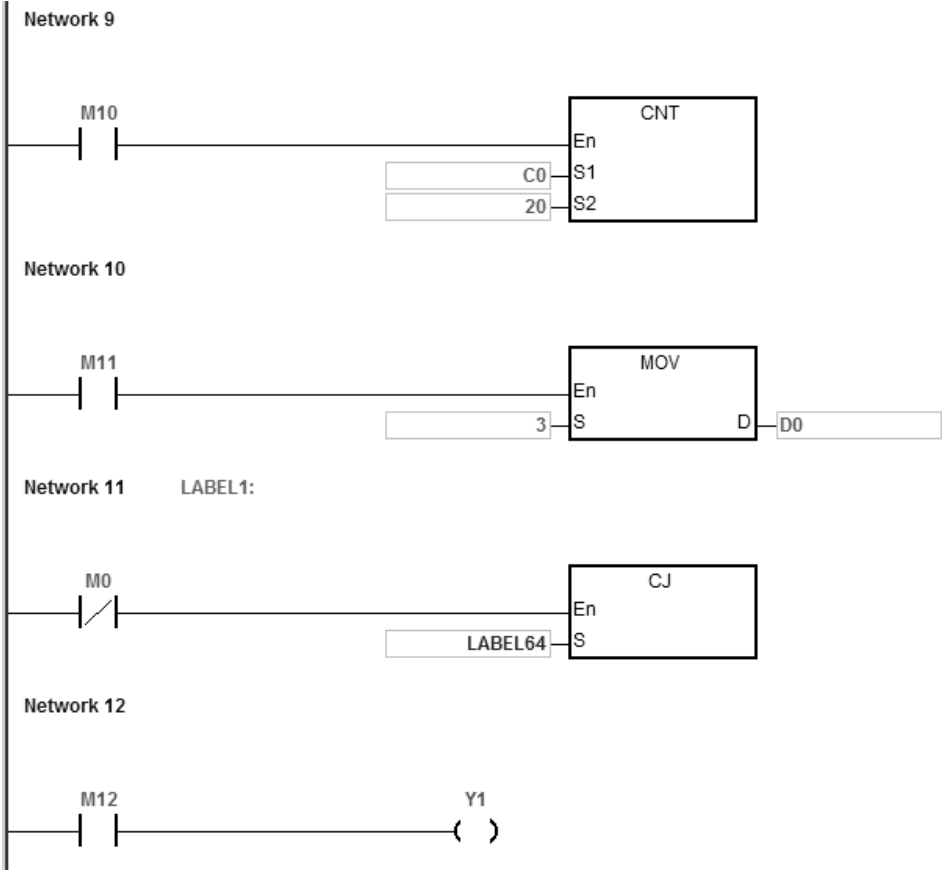 Network 9
M10
CNT
En
C0 S1
20 S2
Network 10
M11
MOV
En
3 S D D0
Network 11 LABEL1:
M0
CJ
En
LABEL64 S
Network 12
M12 Y1